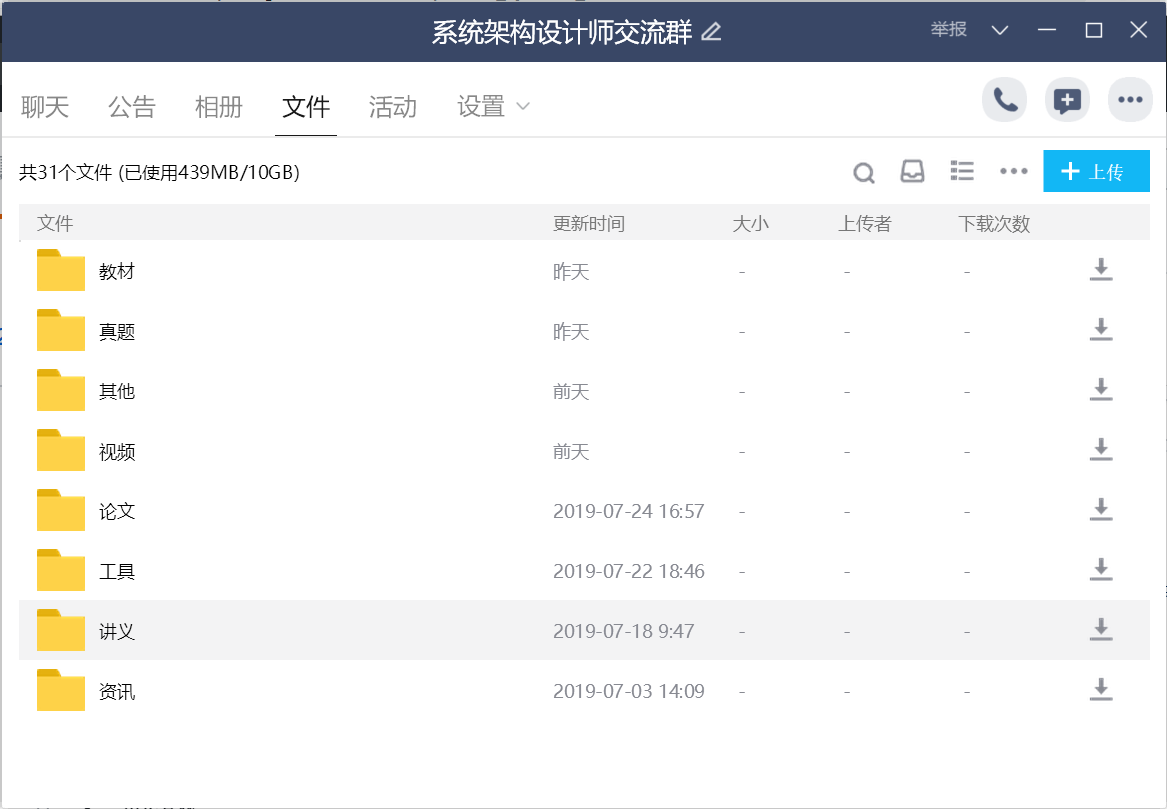 系统架构设计师交流群 举报
聊天 公告 相册 文件 活动 设置
共31个文件 (已使用439MB/10GB) 上传
文件 更新时间 大小 上传者 下载次数
教材 昨天 - - -
真题 昨天 - - -
其他 前天 - - -
视频 前天 - - -
论文 2019-07-24 16:57 - - -
工具 2019-07-22 18:46 - - -
讲义 2019-07-18 9:47 - - -
资讯 2019-07-03 14:09 - - -